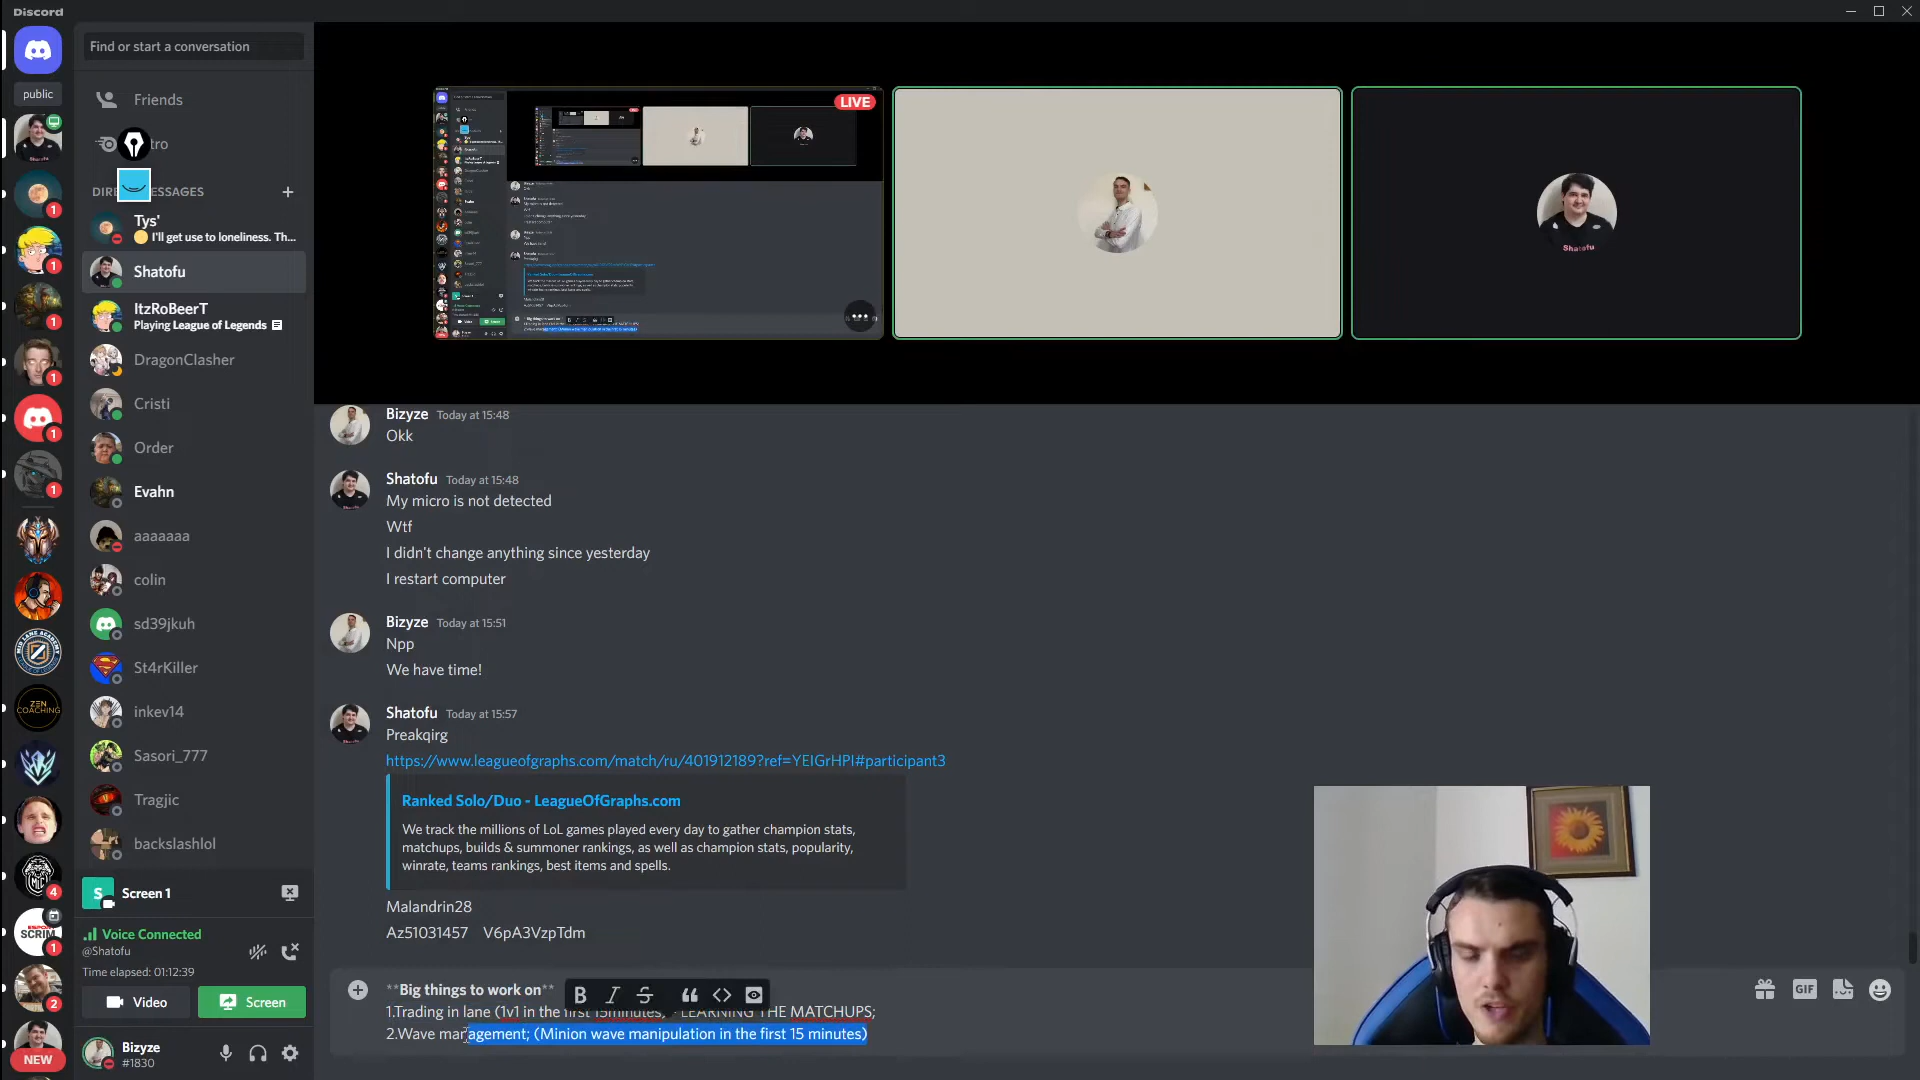 Discord
Find or start a conversation
public
Friends
tro
LIVE
Shatofu
Tys'
I'll get use to loneliness. Th...
Shatofu
ItzRoBeerT
Playing League of Legends
DragonClasher
Cristi
Order
Evahn
aaaaaaa
colin
sd39jkuh
St4rKiller
inkev14
Sasori_777
Tragjic
backslashlol
ZEN
COACHING
SCRIM
NEW
S
Screen 1
Voice Connected
@Shatofu
Time elapsed: 01:12:39
Video
Screen
Bizyze
#1830
Bizyze Today at 15:48
Okk
Shatofu Today at 15:48
My micro is not detected
Wtf
I didn't change anything since yesterday
I restart computer
Bizyze Today at 15:51
Npp
We have time!
Shatofu Today at 15:57
Preakqirg
https://www.leagueofgraphs.com/match/ru/401912189?ref=YEIGrHPI#participant3
Ranked Solo/Duo - LeagueOfGraphs.com
We track the millions of LoL games played every day to gather champion stats,
matchups, builds & summoner rankings, as well as champion stats, popularity,
winrate, teams rankings, best items and spells.
Malandrin28
Az51031457 V6pA3VzpTdm
**Big things to work on**
1.Trading in lane (1v1 in the first 15minutes, LEARNING THE MATCHUPS;
2.Wave management; (Minion wave manipulation in the first 15 minutes)
GIF